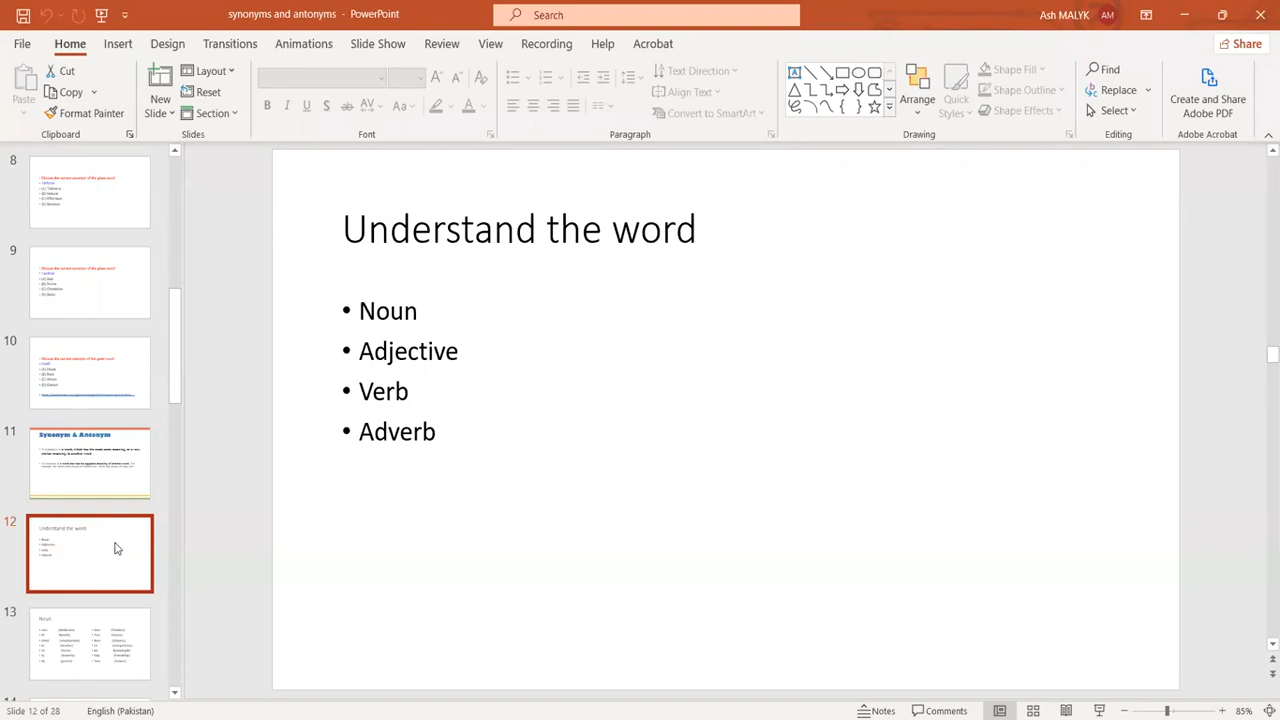 synonyms and antonyms - PowerPoint
Search
Ash MALYK AM
File Home Insert Design Transitions Animations Slide Show Review View Recording Help Acrobat
Share
Paste
Cut
Copy
Format Painter
Clipboard
New Slide
Layout
Reset
Section
Slides
Font
Text Direction
Align Text
Convert to SmartArt
Paragraph
Arrange
Quick Styles
Shape Fill
Shape Outline
Shape Effects
Drawing
Find
Replace
Select
Editing
Create and Share
Adobe PDF
Adobe Acrobat
8
9
10
11
Synonym & Antonym
12
Understand the word
13
Noun
Understand the word
• Noun
• Adjective
• Verb
• Adverb
Slide 12 of 28
English (Pakistan)
Notes
Comments
85%